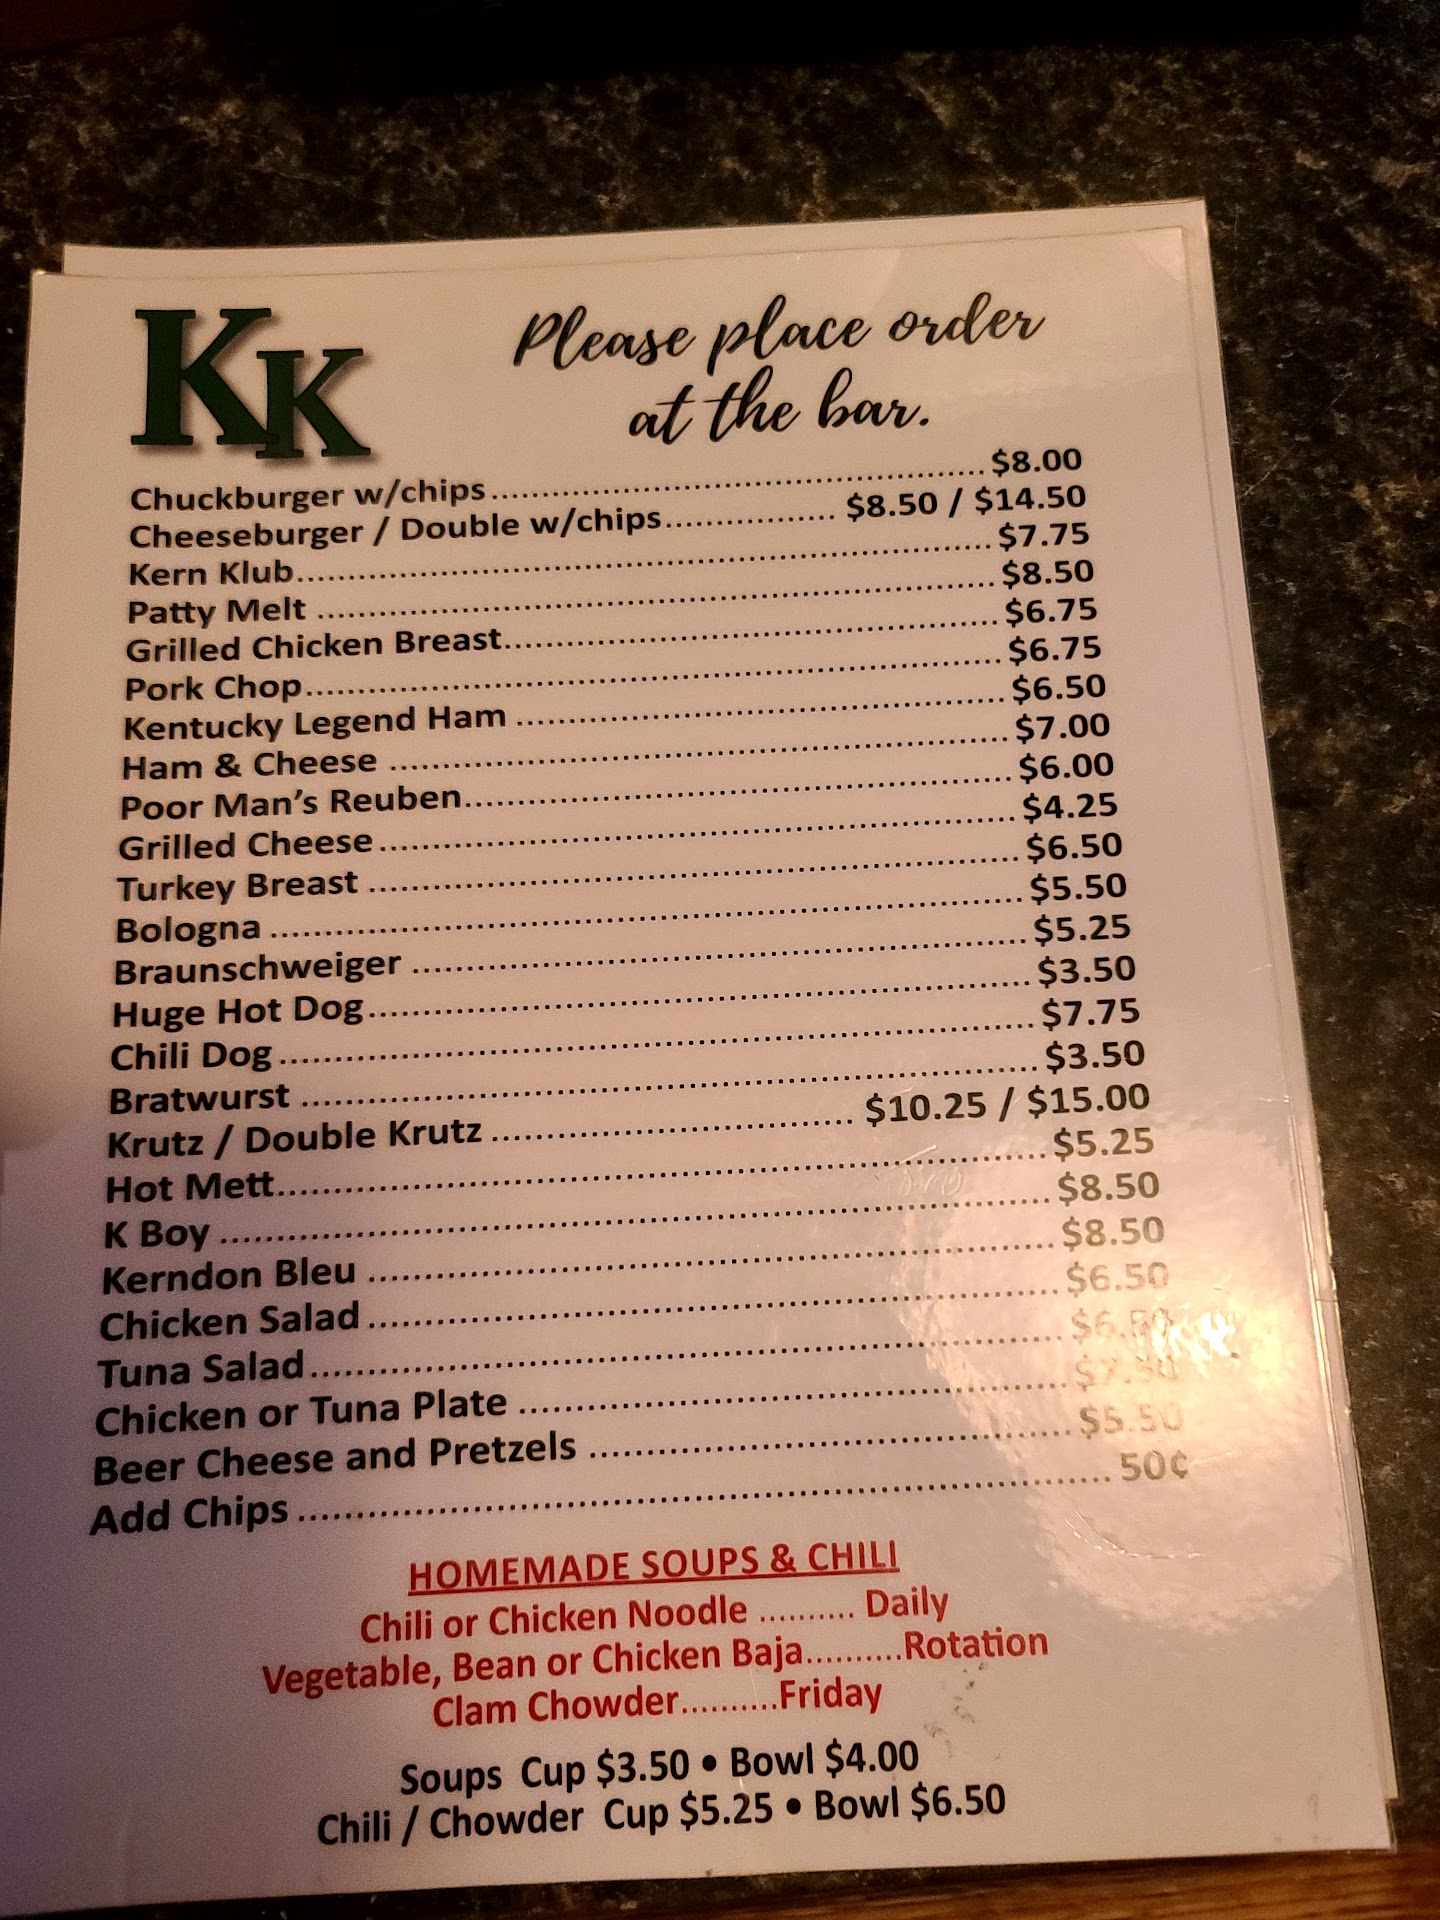 KK
Please place order
at the bar.
Chuckburger w/chips.......................................$8.00
Cheeseburger / Double w/chips................. $8.50 / $14.50
Kern Klub.......................................$7.75
Patty Melt .......................................$8.50
Grilled Chicken Breast.......................................$6.75
Pork Chop.......................................$6.75
Kentucky Legend Ham .......................................$6.50
Ham & Cheese .......................................$7.00
Poor Man's Reuben.......................................$6.00
Grilled Cheese.......................................$4.25
Turkey Breast .......................................$6.50
Bologna .......................................$5.50
Braunschweiger .......................................$5.25
Huge Hot Dog.......................................$3.50
Chili Dog.......................................$7.75
Bratwurst .......................................$3.50
Krutz / Double Krutz ....................................... $10.25 / $15.00
Hot Mett.......................................$5.25
K Boy .......................................$8.50
Kerndon Bleu .......................................$8.50
Chicken Salad .......................................$6.50
Tuna Salad.......................................$6.50
Chicken or Tuna Plate .......................................$7.50
Beer Cheese and Pretzels .......................................$5.50
Add Chips ....................................... 50¢
HOMEMADE SOUPS & CHILI
Chili or Chicken Noodle .......... Daily
Vegetable, Bean or Chicken Baja..........Rotation
Clam Chowder..........Friday
Soups Cup $3.50 • Bowl $4.00
Chili / Chowder Cup $5.25 • Bowl $6.50